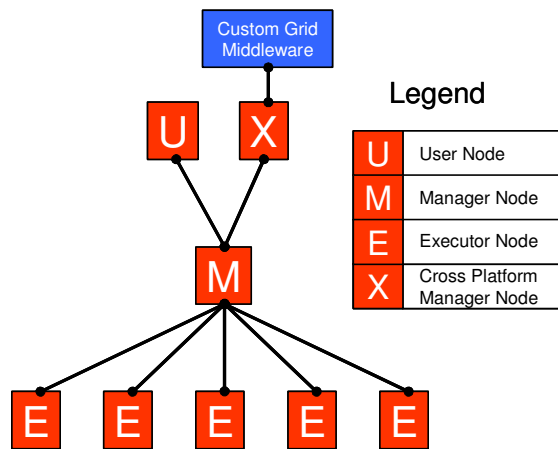 Custom Grid
Middleware
U
X
Legend
U
User Node
M
Manager Node
E
Executor Node
X
Cross Platform
Manager Node
M
E
E
E
E
E